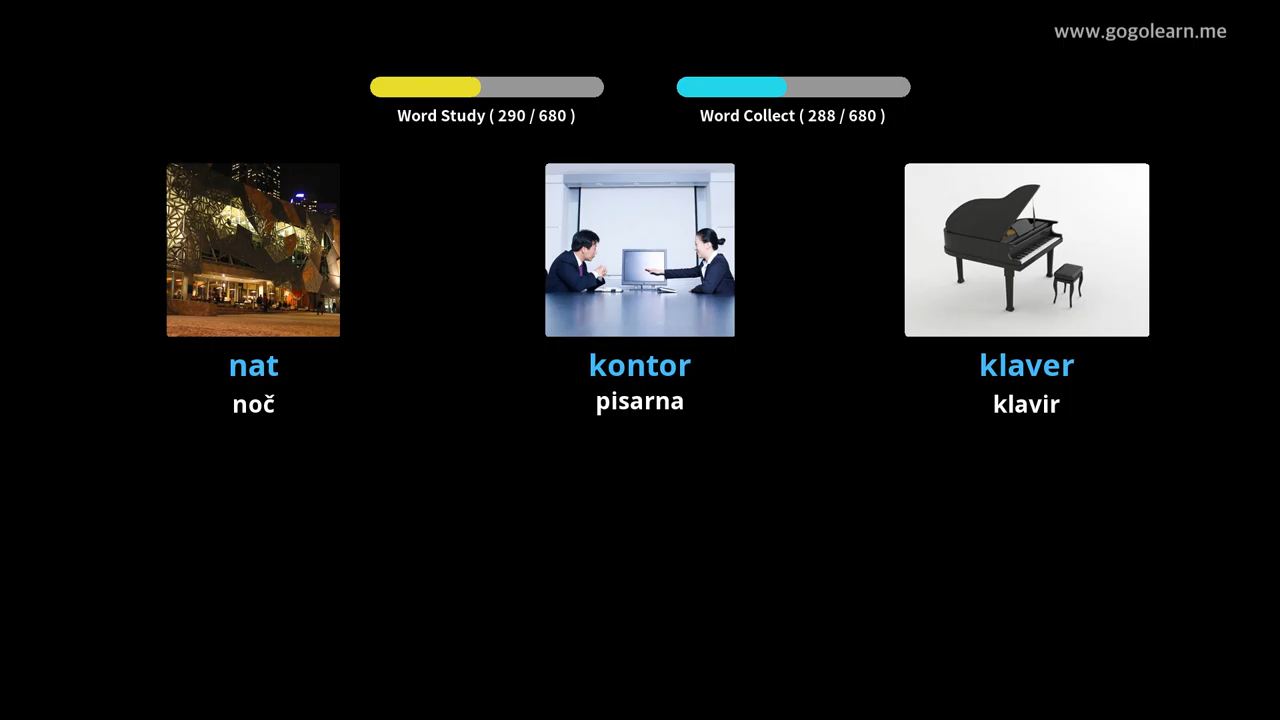 www.gogolearn.me
Word Study ( 290 / 680 )
Word Collect ( 288 / 680 )
nat
noč
kontor
pisarna
klaver
klavir